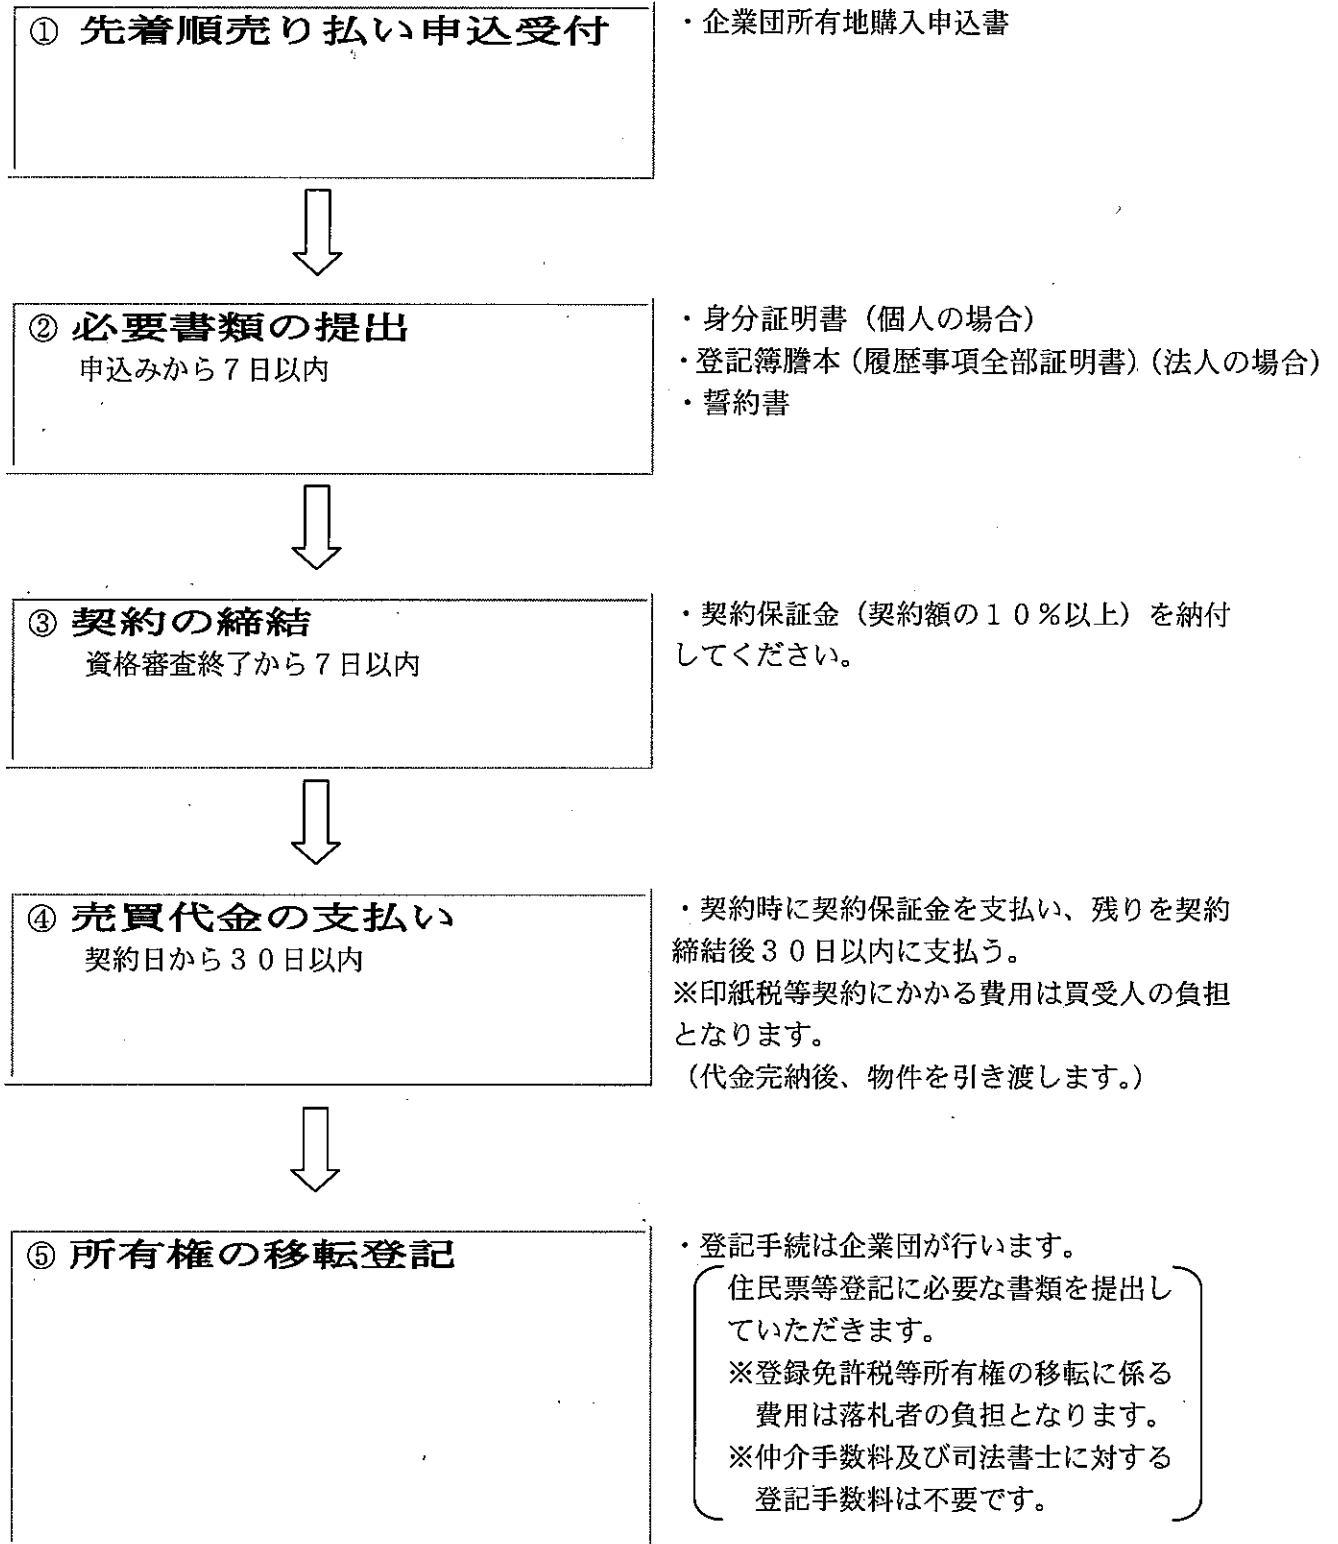 ① 先着順売り払い申込受付
・企業団所有地購入申込書
② 必要書類の提出
申込みから７日以内
・身分証明書（個人の場合）
・登記簿謄本（履歴事項全部証明書）（法人の場合）
・誓約書
③ 契約の締結
資格審査終了から７日以内
・契約保証金（契約額の１０％以上）を納付
してください。
④ 売買代金の支払い
契約日から３０日以内
・契約時に契約保証金を支払い、残りを契約
締結後３０日以内に支払う。
※印紙税等契約にかかる費用は買受人の負担
となります。
（代金完納後、物件を引き渡します。）
⑤ 所有権の移転登記
・登記手続は企業団が行います。
住民票等登記に必要な書類を提出し
ていただきます。
※登録免許税等所有権の移転に係る
費用は落札者の負担となります。
※仲介手数料及び司法書士に対する
登記手数料は不要です。